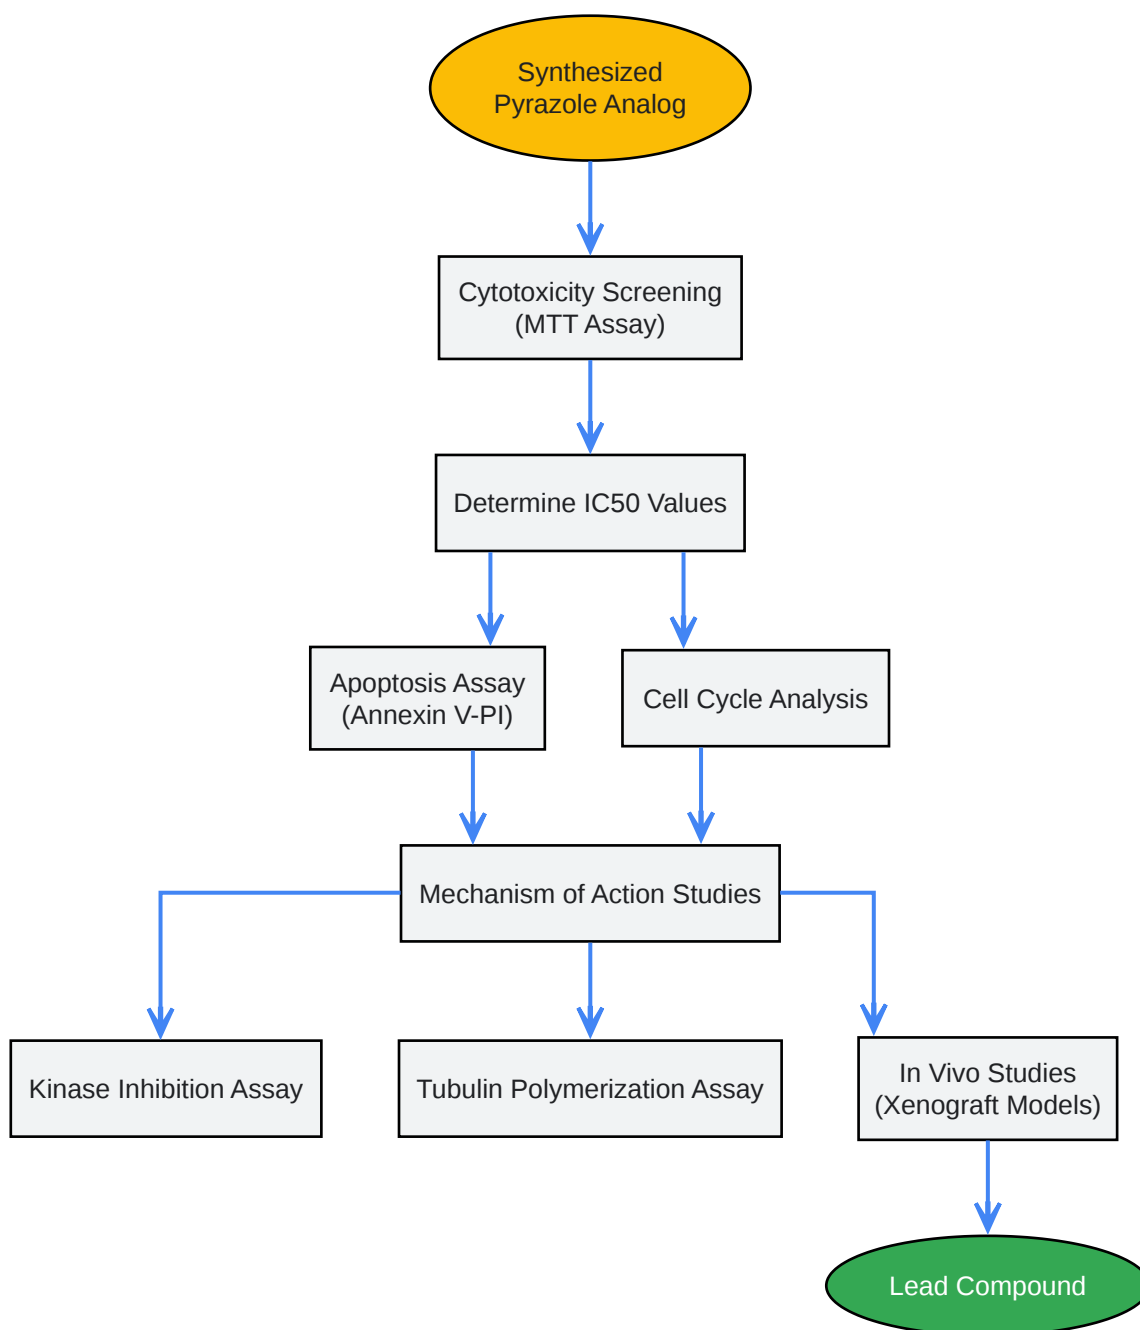 Synthesized
Pyrazole Analog
Cytotoxicity Screening
(MTT Assay)
Determine IC50 Values
Apoptosis Assay
(Annexin V-PI)
Cell Cycle Analysis
Mechanism of Action Studies
Kinase Inhibition Assay
Tubulin Polymerization Assay
In Vivo Studies
(Xenograft Models)
Lead Compound